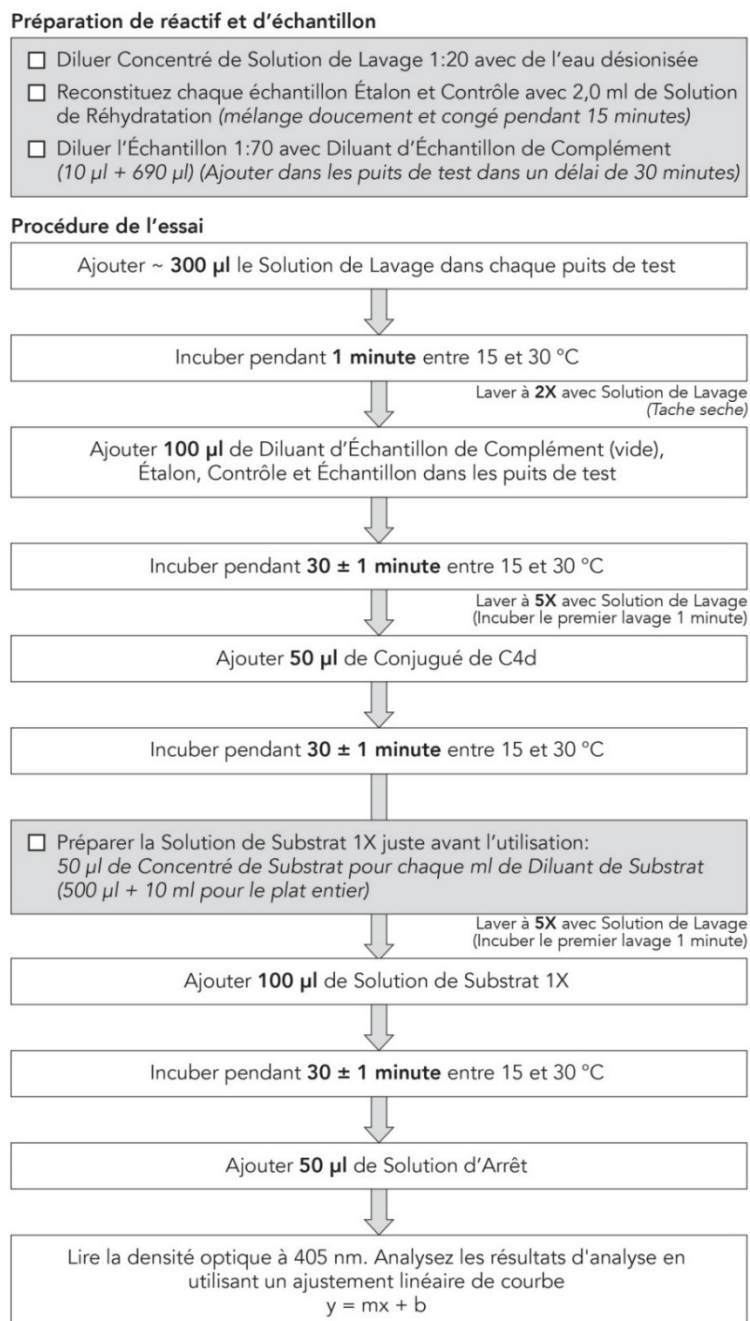 Préparation de réactif et d'échantillon
☐ Diluer Concentré de Solution de Lavage 1:20 avec de l'eau désionisée
☐ Reconstituez chaque échantillon Étalon et Contrôle avec 2,0 ml de Solution
de Réhydratation (mélange doucement et congé pendant 15 minutes)
☐ Diluer l'Échantillon 1:70 avec Diluant d'Échantillon de Complément
(10 µl + 690 µl) (Ajouter dans les puits de test dans un délai de 30 minutes)
Procédure de l'essai
Ajouter ~ 300 µl le Solution de Lavage dans chaque puits de test
Incuber pendant 1 minute entre 15 et 30 °C
Laver à 2X avec Solution de Lavage
(Tache seche)
Ajouter 100 µl de Diluant d'Échantillon de Complément (vide),
Étalon, Contrôle et Échantillon dans les puits de test
Incuber pendant 30 ± 1 minute entre 15 et 30 °C
Laver à 5X avec Solution de Lavage
(Incuber le premier lavage 1 minute)
Ajouter 50 µl de Conjugué de C4d
Incuber pendant 30 ± 1 minute entre 15 et 30 °C
☐ Préparer la Solution de Substrat 1X juste avant l'utilisation:
50 µl de Concentré de Substrat pour chaque ml de Diluant de Substrat
(500 µl + 10 ml pour le plat entier)
Laver à 5X avec Solution de Lavage
(Incuber le premier lavage 1 minute)
Ajouter 100 µl de Solution de Substrat 1X
Incuber pendant 30 ± 1 minute entre 15 et 30 °C
Ajouter 50 µl de Solution d'Arrêt
Lire la densité optique à 405 nm. Analysez les résultats d'analyse en
utilisant un ajustement linéaire de courbe
y = mx + b